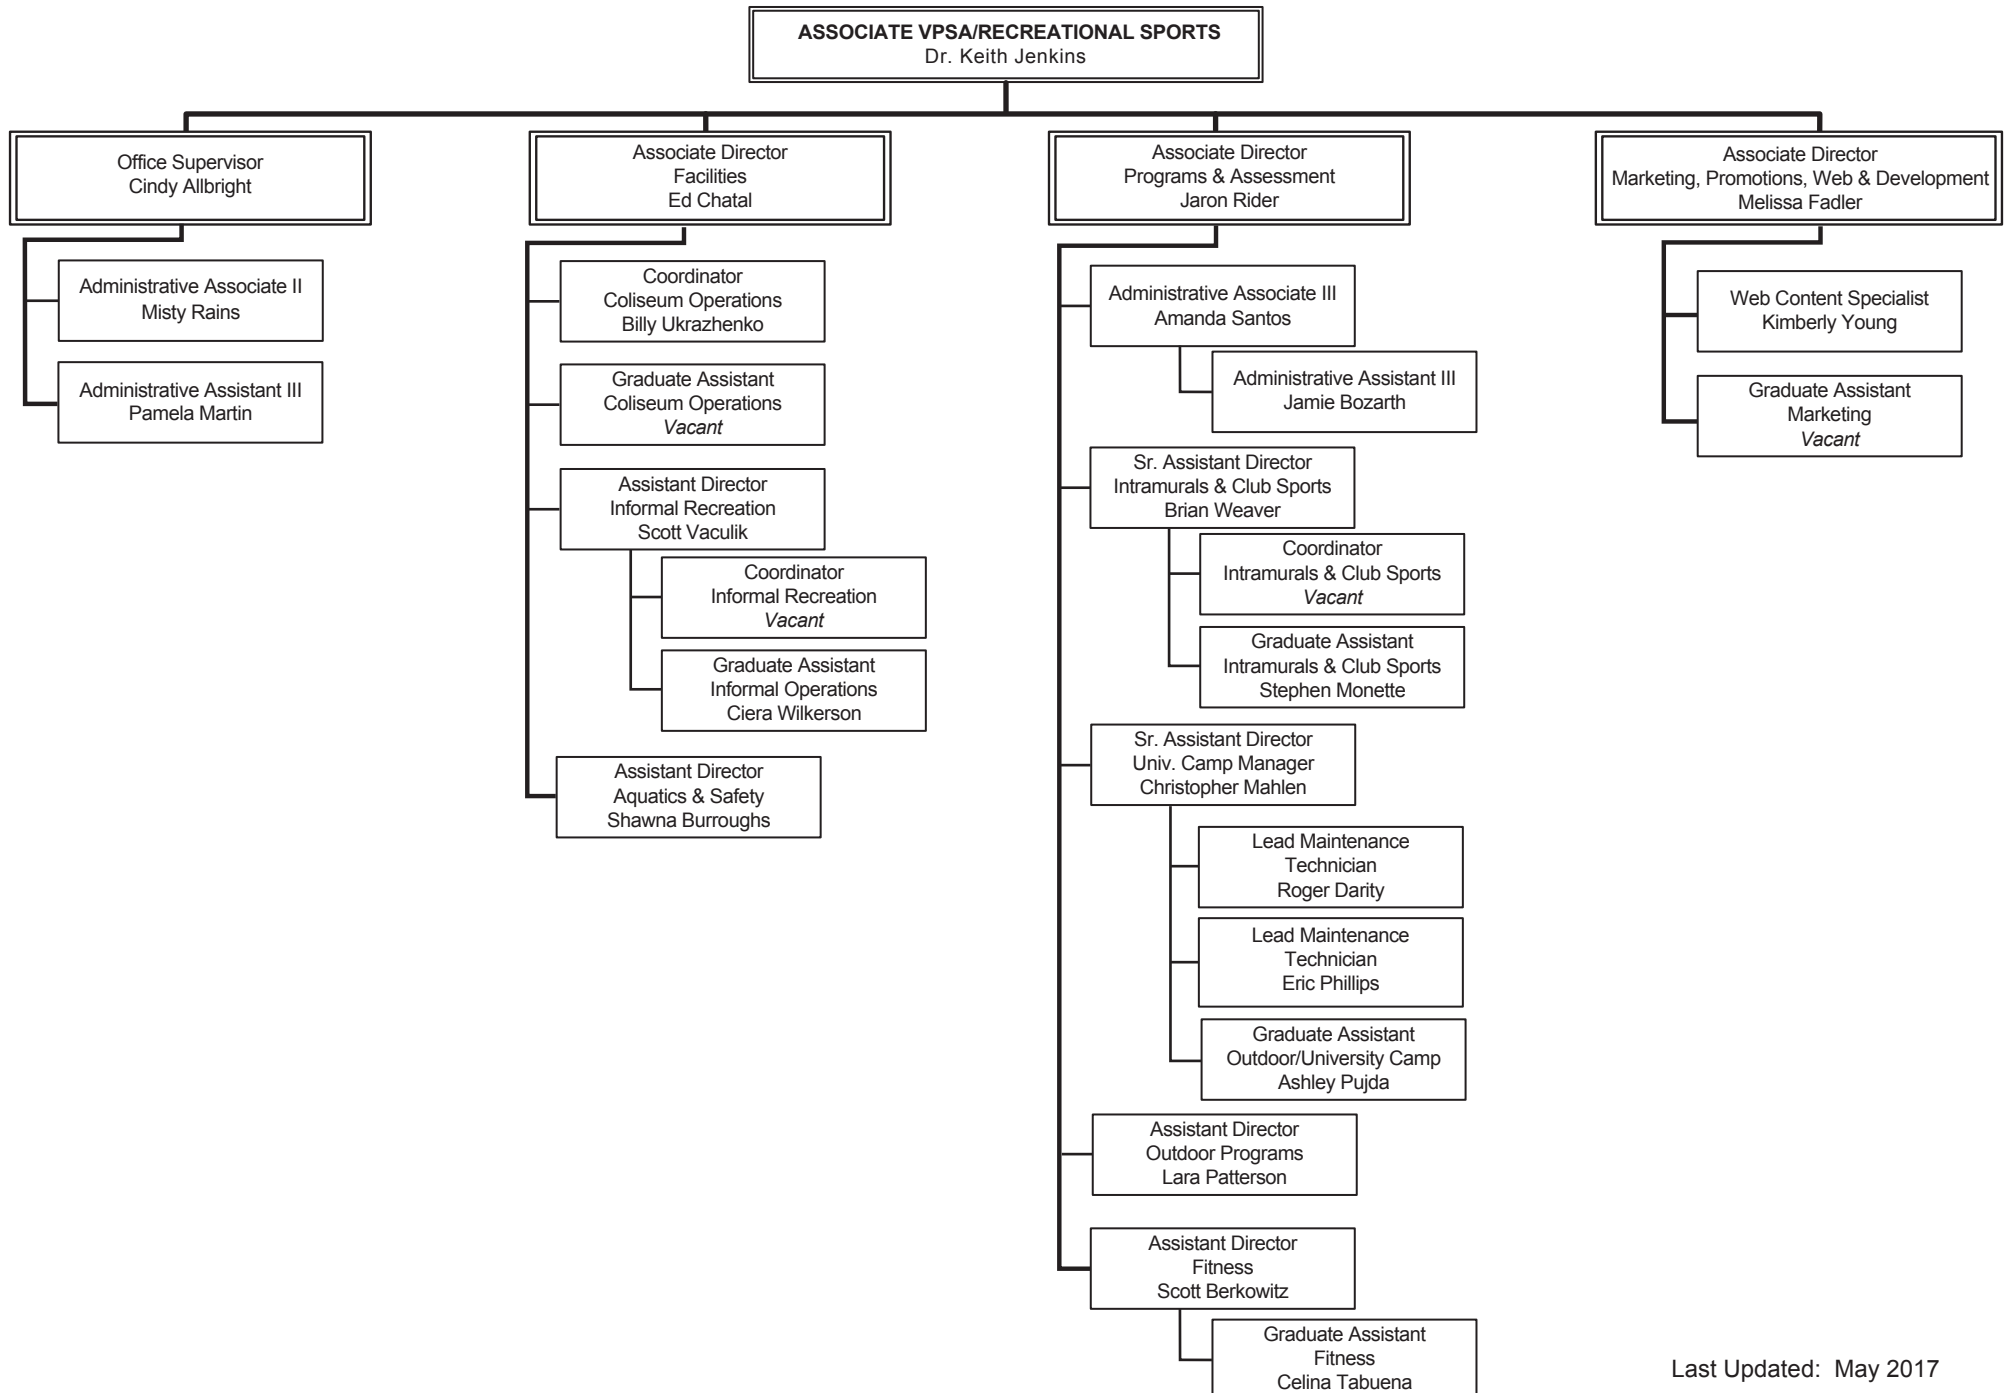 ASSOCIATE VPSA/RECREATIONAL SPORTS
Dr. Keith Jenkins
Office Supervisor
Cindy Allbright
Administrative Associate II
Misty Rains
Administrative Assistant III
Pamela Martin
Associate Director
Facilities
Ed Chatal
Coordinator
Coliseum Operations
Billy Ukrazhenko
Graduate Assistant
Coliseum Operations
Vacant
Assistant Director
Informal Recreation
Scott Vaculik
Coordinator
Informal Recreation
Vacant
Graduate Assistant
Informal Operations
Ciera Wilkerson
Assistant Director
Aquatics & Safety
Shawna Burroughs
Associate Director
Programs & Assessment
Jaron Rider
Administrative Associate III
Amanda Santos
Administrative Assistant III
Jamie Bozarth
Sr. Assistant Director
Intramurals & Club Sports
Brian Weaver
Coordinator
Intramurals & Club Sports
Vacant
Graduate Assistant
Intramurals & Club Sports
Stephen Monette
Sr. Assistant Director
Univ. Camp Manager
Christopher Mahlen
Lead Maintenance
Technician
Roger Darity
Lead Maintenance
Technician
Eric Phillips
Graduate Assistant
Outdoor/University Camp
Ashley Pujda
Assistant Director
Outdoor Programs
Lara Patterson
Assistant Director
Fitness
Scott Berkowitz
Graduate Assistant
Fitness
Celina Tabuena
Associate Director
Marketing, Promotions, Web & Development
Melissa Fadler
Web Content Specialist
Kimberly Young
Graduate Assistant
Marketing
Vacant
Last Updated: May 2017